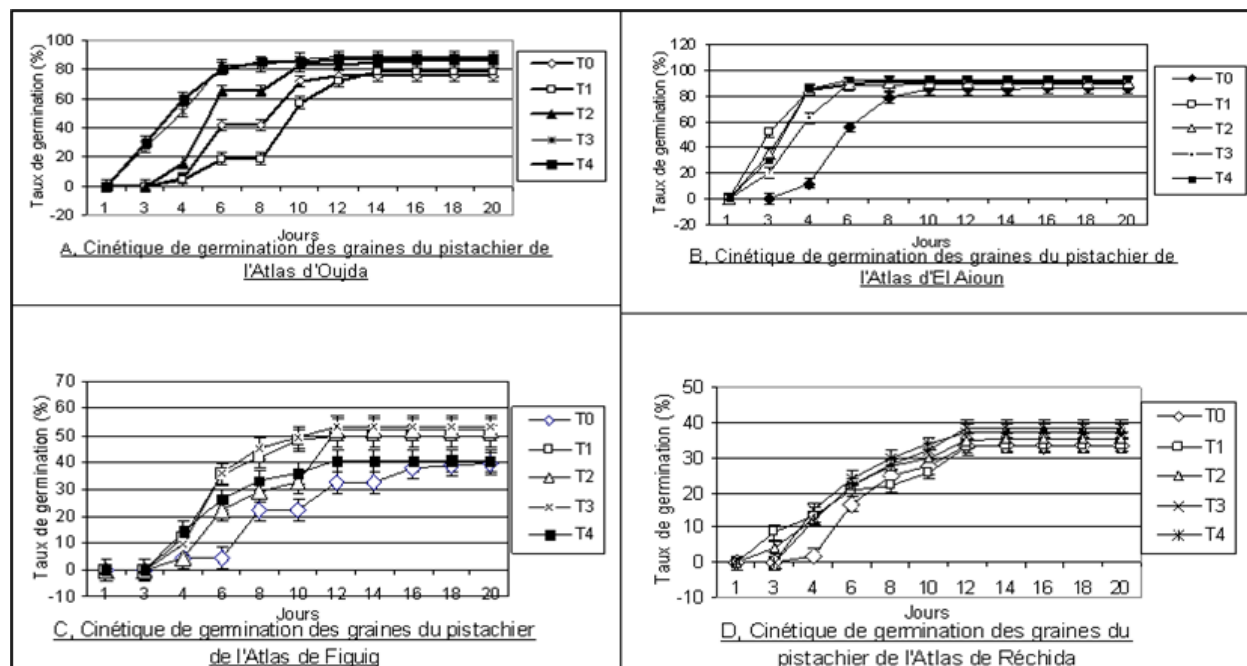 100
80
60
40
20
0
-20
Taux de germination (%)
1 3 4 6 8 10 12 14 16 18 20
Jours
T0
T1
T2
T3
T4
A, Cinétique de germination des graines du pistachier de
l'Atlas d'Oujda
120
100
80
60
40
20
0
-20
Taux de germination (%)
1 3 4 6 8 10 12 14 16 18 20
Jours
T0
T1
T2
T3
T4
B, Cinétique de germination des graines du pistachier de
l'Atlas d'El Aioun
70
60
50
40
30
20
10
0
-10
Taux de germination (%)
1 3 4 6 8 10 12 14 16 18 20
Jours
T0
T1
T2
T3
T4
C, Cinétique de germination des graines du pistachier
de l'Atlas de Fiquig
50
40
30
20
10
0
-10
Taux de germination (%)
1 3 4 6 8 10 12 14 16 18 20
Jours
T0
T1
T2
T3
T4
D, Cinétique de germination des graines du
pistachier de l'Atlas de Réchida